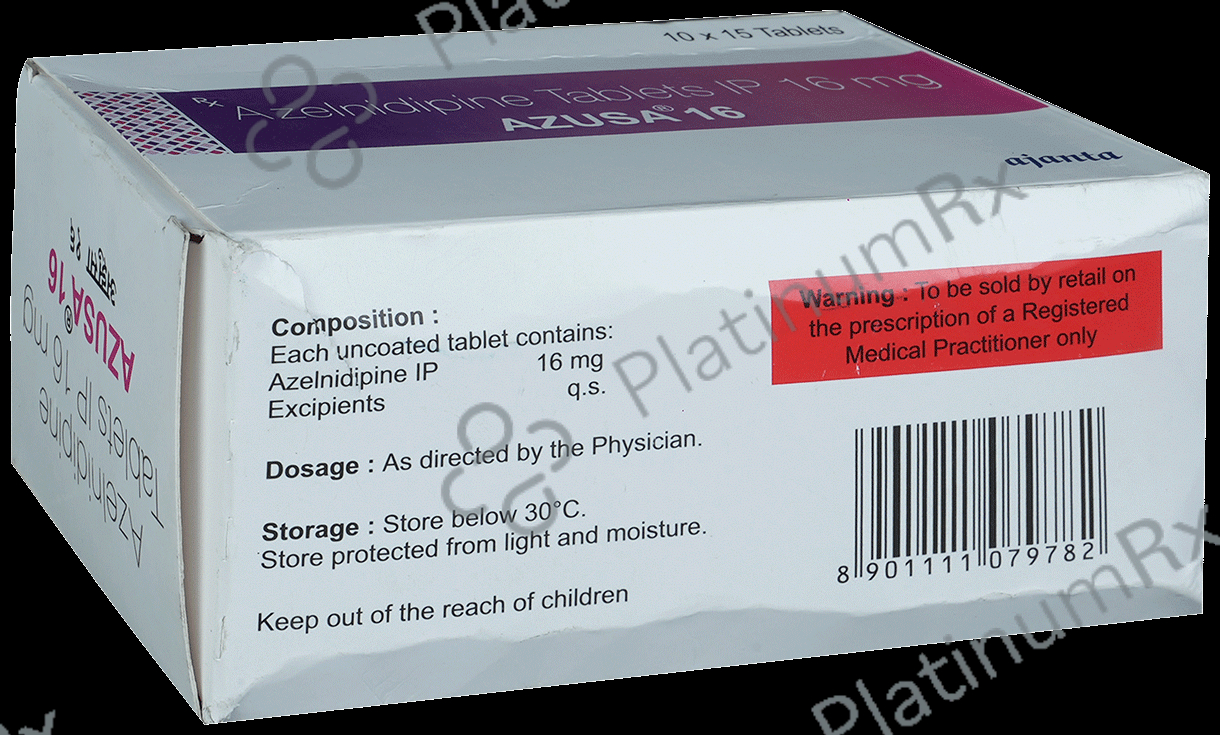 10 x 15 Tablets
Rx Azelnidipine Tablets IP 16 mg
AZUSA® 16
ajanta
अझुसा १६
AZUSA® 16
Azelnidipine
Tablets IP 16 mg
Composition :
Each uncoated tablet contains:
Azelnidipine IP 16 mg
Excipients q.s.
Dosage : As directed by the Physician.
Storage : Store below 30°C.
Store protected from light and moisture.
Keep out of the reach of children
Warning : To be sold by retail on
the prescription of a Registered
Medical Practitioner only
8 901111 079782
PlatinumRx
PlatinumRx